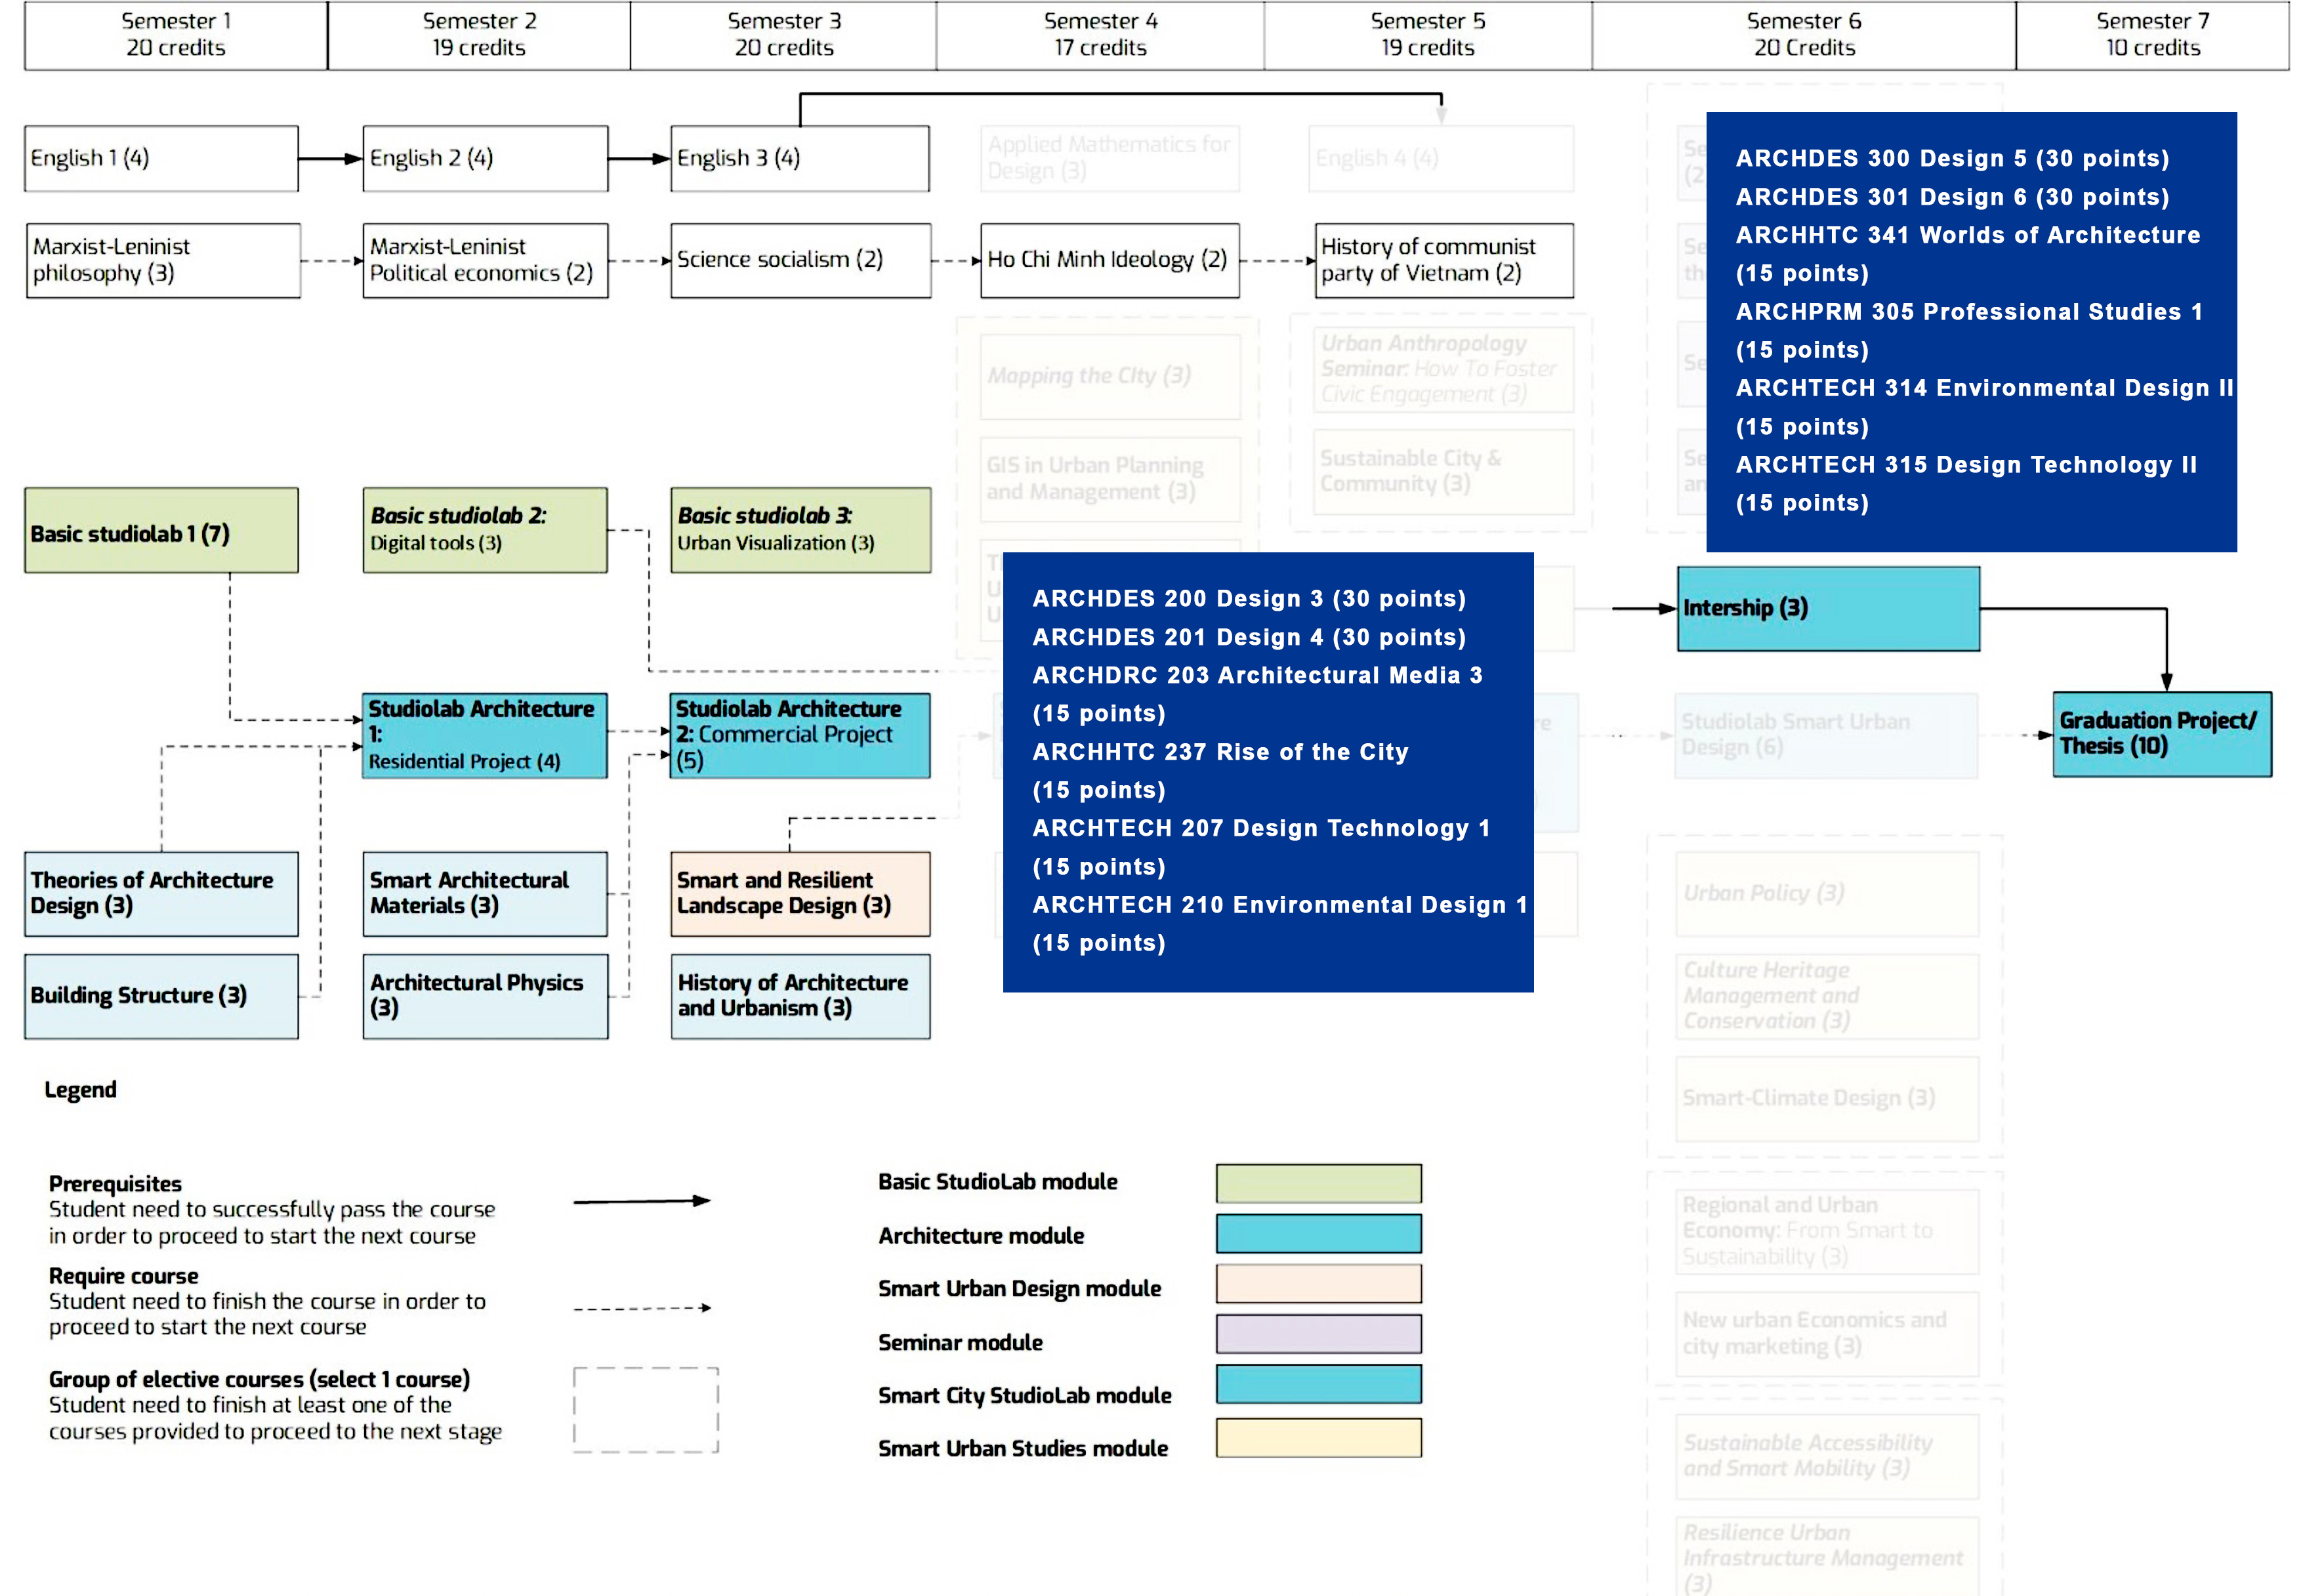 Semester 1
20 credits
Semester 2
19 credits
Semester 3
20 credits
Semester 4
17 credits
Semester 5
19 credits
Semester 6
20 Credits
Semester 7
10 credits
English 1 (4)
English 2 (4)
English 3 (4)
Applied Mathematics for
Design (3)
English 4 (4)
Marxist-Leninist
philosophy (3)
Marxist-Leninist
Political economics (2)
Science socialism (2)
Ho Chi Minh Ideology (2)
History of communist
party of Vietnam (2)
Mapping the CIty (3)
GIS in Urban Planning
and Management (3)
Urban Anthropology
Seminar: How To Foster
Civic Engagement (3)
Sustainable City &
Community (3)
ARCHDES 300 Design 5 (30 points)
ARCHDES 301 Design 6 (30 points)
ARCHHTC 341 Worlds of Architecture
(15 points)
ARCHPRM 305 Professional Studies 1
(15 points)
ARCHTECH 314 Environmental Design II
(15 points)
ARCHTECH 315 Design Technology II
(15 points)
Basic studiolab 1 (7)
Basic studiolab 2:
Digital tools (3)
Basic studiolab 3:
Urban Visualization (3)
ARCHDES 200 Design 3 (30 points)
ARCHDES 201 Design 4 (30 points)
ARCHDRC 203 Architectural Media 3
(15 points)
ARCHHTC 237 Rise of the City
(15 points)
ARCHTECH 207 Design Technology 1
(15 points)
ARCHTECH 210 Environmental Design 1
(15 points)
Intership (3)
Studiolab Architecture
1:
Residential Project (4)
Studiolab Architecture
2: Commercial Project
(5)
Studiolab Smart Urban
Design (6)
Graduation Project/
Thesis (10)
Theories of Architecture
Design (3)
Smart Architectural
Materials (3)
Smart and Resilient
Landscape Design (3)
Urban Policy (3)
Building Structure (3)
Architectural Physics
(3)
History of Architecture
and Urbanism (3)
Culture Heritage
Management and
Conservation (3)
Smart-Climate Design (3)
Regional and Urban
Economy: From Smart to
Sustainability (3)
New urban Economics and
city marketing (3)
Sustainable Accessibility
and Smart Mobility (3)
Resilience Urban
Infrastructure Management
(3)
Legend
Prerequisites
Student need to successfully pass the course
in order to proceed to start the next course
Require course
Student need to finish the course in order to
proceed to start the next course
Group of elective courses (select 1 course)
Student need to finish at least one of the
courses provided to proceed to the next stage
Basic StudioLab module
Architecture module
Smart Urban Design module
Seminar module
Smart City StudioLab module
Smart Urban Studies module